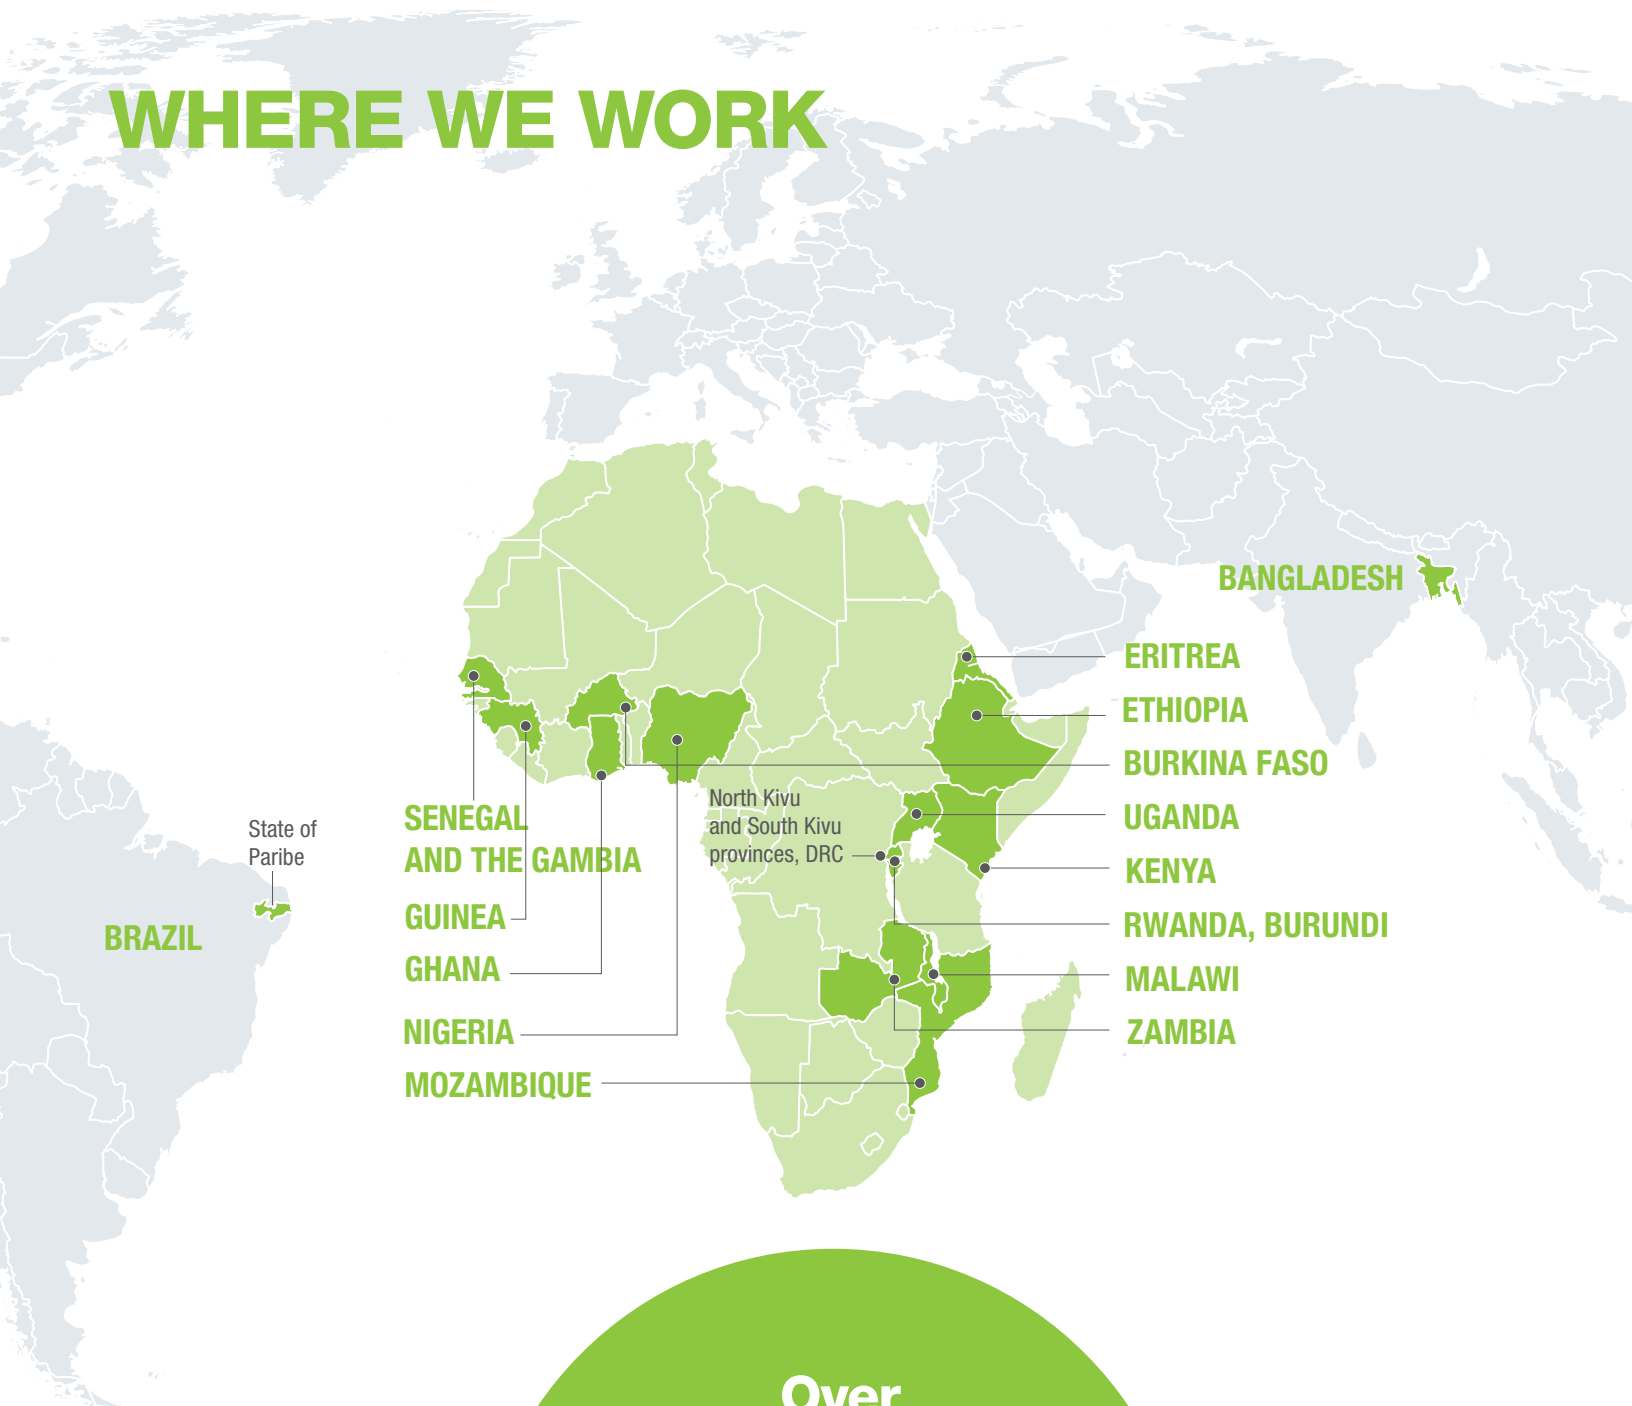 WHERE WE WORK
BANGLADESH
ERITREA
ETHIOPIA
BURKINA FASO
UGANDA
KENYA
RWANDA, BURUNDI
MALAWI
ZAMBIA
North Kivu
and South Kivu
provinces, DRC
SENEGAL
AND THE GAMBIA
GUINEA
GHANA
NIGERIA
MOZAMBIQUE
State of
Paribe
BRAZIL
Over